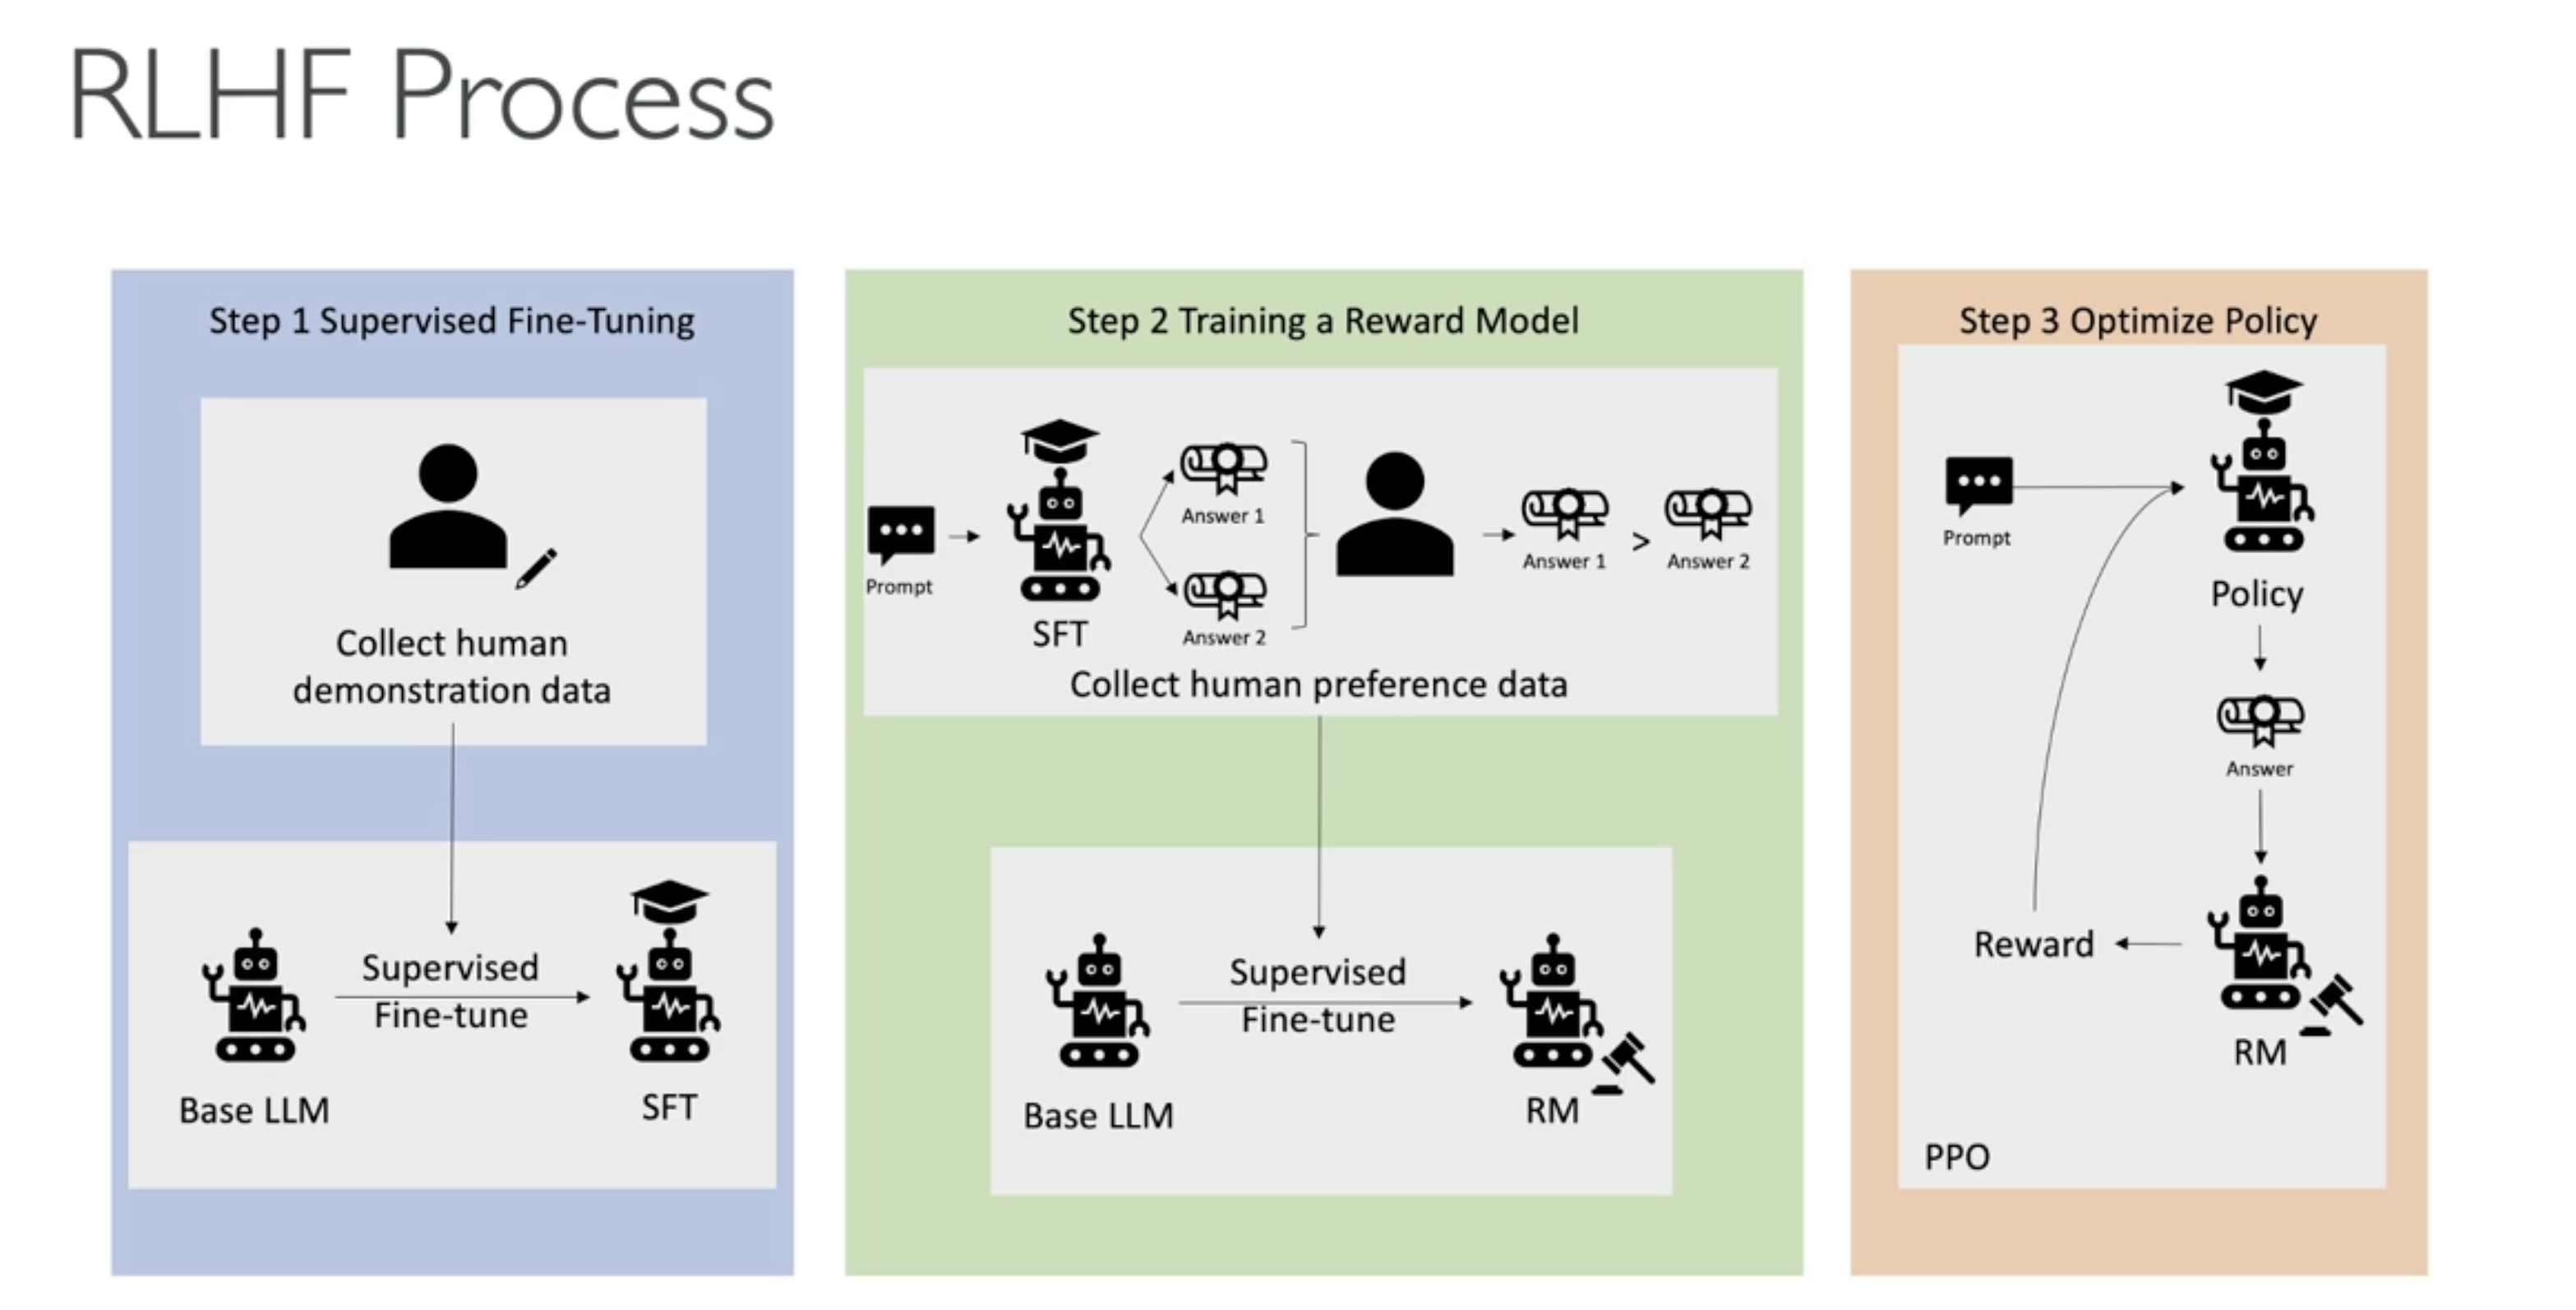 RLHF Process
Step 1 Supervised Fine-Tuning
Collect human
demonstration data
Supervised
Fine-tune
Base LLM
SFT
Step 2 Training a Reward Model
Prompt
SFT
Answer 1
Answer 2
Answer 1
>
Answer 2
Collect human preference data
Supervised
Fine-tune
Base LLM
RM
Step 3 Optimize Policy
Prompt
Policy
Answer
Reward
RM
PPO